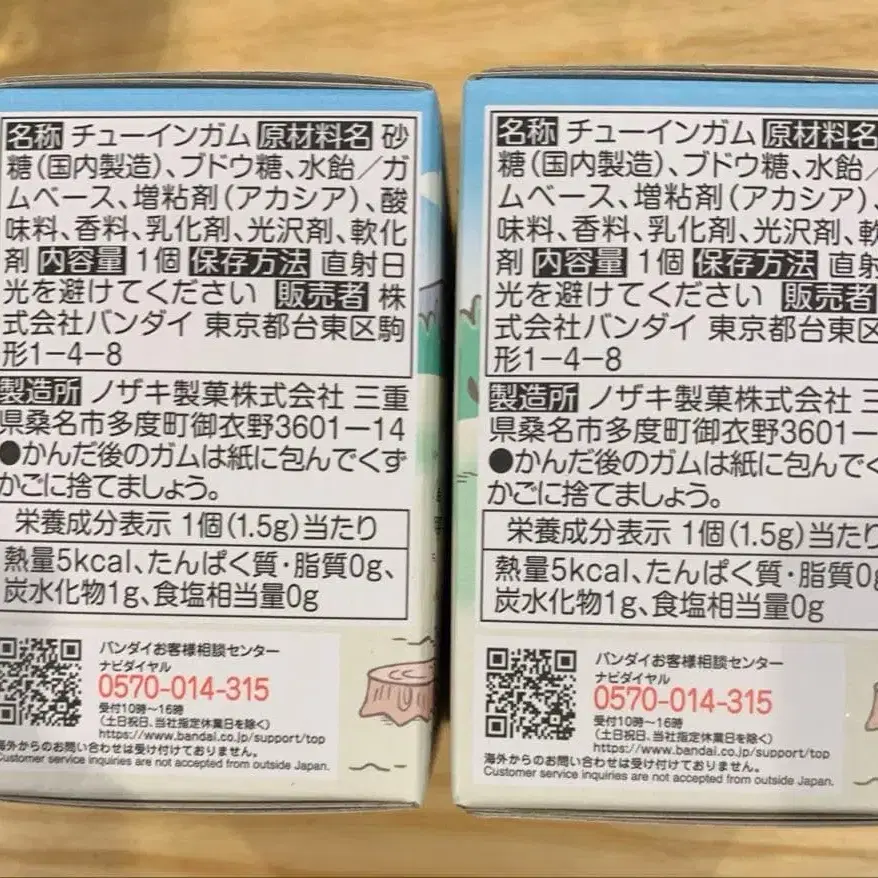 名称 チューインガム 原材料名 砂
糖(国内製造)、ブドウ糖、水飴/ガ
ムベース、増粘剤(アカシア)、酸
味料、香料、乳化剤、光沢剤、軟化
剤 内容量 1個 保存方法 直射日
光を避けてください 販売者 株
式会社バンダイ 東京都台東区駒
形1-4-8
製造所 ノザキ製菓株式会社 三重
県桑名市多度町御衣野3601-14
●かんだ後のガムは紙に包んでくず
かごに捨てましょう。
栄養成分表示 1個(1.5g)当たり
熱量5kcal、たんぱく質・脂質0g、
炭水化物1g、食塩相当量0g
バンダイお客様相談センター
ナビダイヤル
0570-014-315
受付10時~16時
(土日祝日、当社指定休業日を除く)
https://www.bandai.co.jp/support/top
海外からのお問い合わせは受け付けておりません。
Customer service inquiries are not accepted from outside Japan.
名称 チューインガム 原材料名
糖(国内製造)、ブドウ糖、水飴/
ムベース、増粘剤(アカシア)、
味料、香料、乳化剤、光沢剤、軟
剤 内容量 1個 保存方法 直射
光を避けてください 販売者
式会社バンダイ 東京都台東区
形1-4-8
製造所 ノザキ製菓株式会社 三
県桑名市多度町御衣野3601-
●かんだ後のガムは紙に包んでく
かごに捨てましょう。
栄養成分表示 1個(1.5g)当たり
熱量5kcal、たんぱく質・脂質0g
炭水化物1g、食塩相当量0g
バンダイお客様相談センター
ナビダイヤル
0570-014-315
受付10時~16時
(土日祝日、当社指定休業日を除く)
https://www.bandai.co.jp/support/top
海外からのお問い合わせは受け付けておりません。
Customer service inquiries are not accepted from outside Japan.